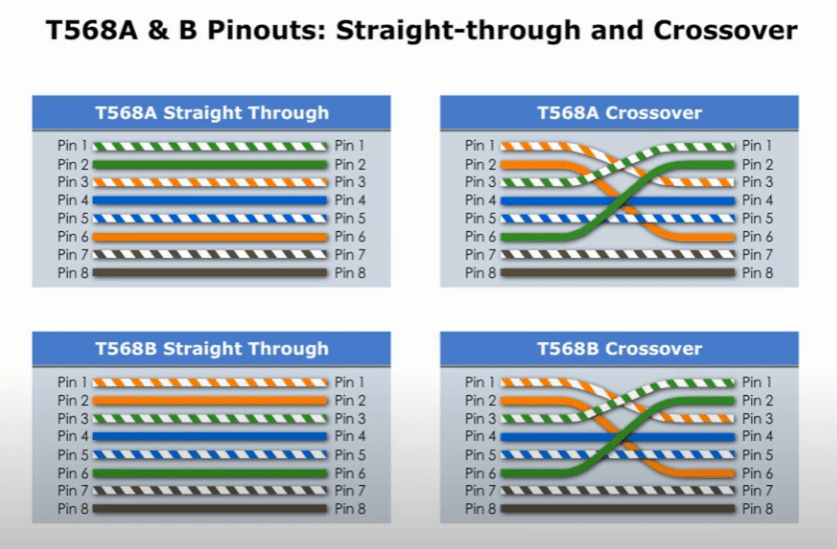 T568A & B Pinouts: Straight-through and Crossover
T568A Straight Through
Pin 1 Pin 1
Pin 2 Pin 2
Pin 3 Pin 3
Pin 4 Pin 4
Pin 5 Pin 5
Pin 6 Pin 6
Pin 7 Pin 7
Pin 8 Pin 8
T568A Crossover
Pin 1 Pin 1
Pin 2 Pin 2
Pin 3 Pin 3
Pin 4 Pin 4
Pin 5 Pin 5
Pin 6 Pin 6
Pin 7 Pin 7
Pin 8 Pin 8
T568B Straight Through
Pin 1 Pin 1
Pin 2 Pin 2
Pin 3 Pin 3
Pin 4 Pin 4
Pin 5 Pin 5
Pin 6 Pin 6
Pin 7 Pin 7
Pin 8 Pin 8
T568B Crossover
Pin 1 Pin 1
Pin 2 Pin 2
Pin 3 Pin 3
Pin 4 Pin 4
Pin 5 Pin 5
Pin 6 Pin 6
Pin 7 Pin 7
Pin 8 Pin 8